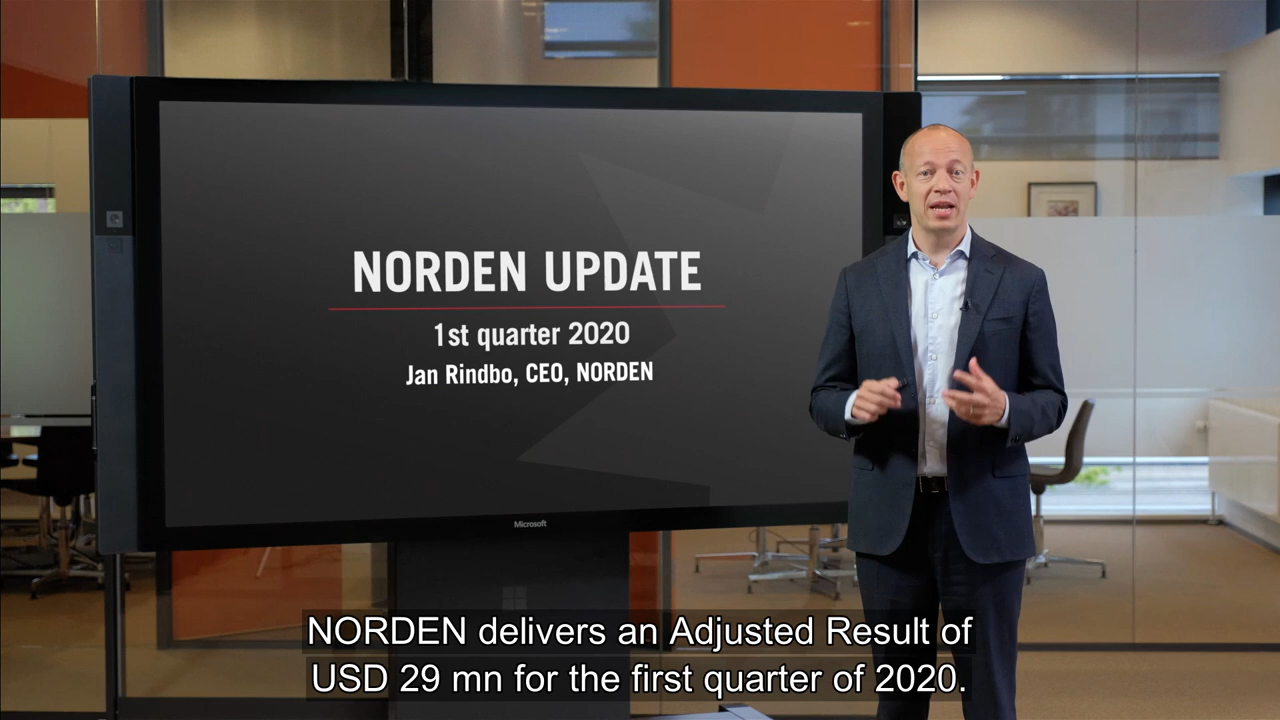 NORDEN UPDATE
1st quarter 2020
Jan Rindbo, CEO, NORDEN
Microsoft
NORDEN delivers an Adjusted Result of
USD 29 mn for the first quarter of 2020.